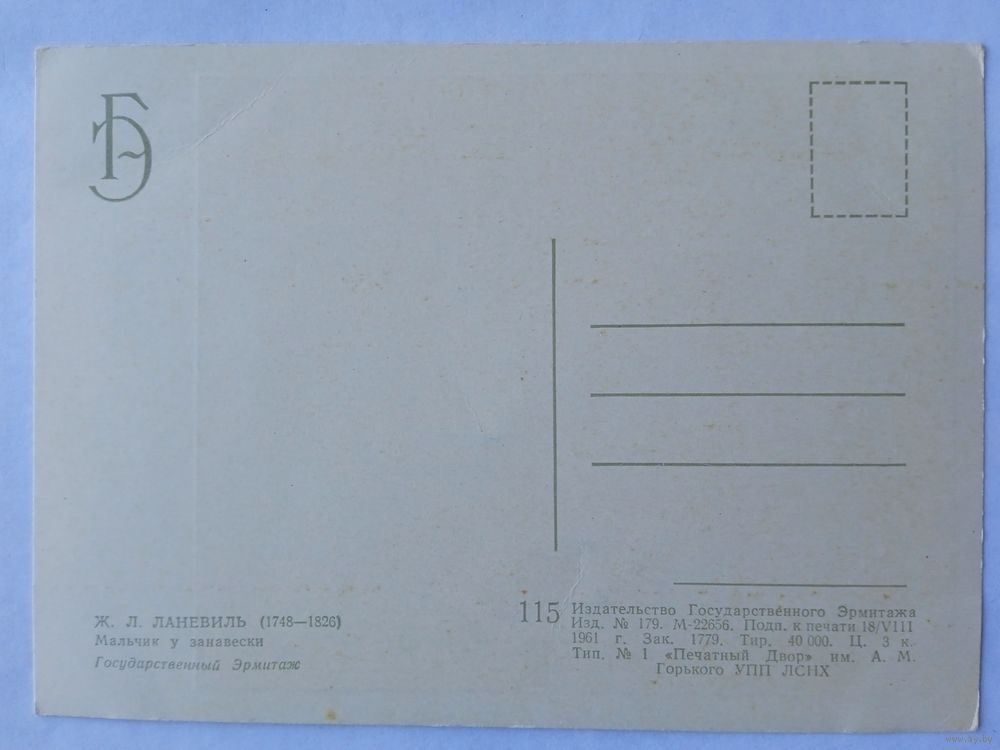 ГЭ
Ж. Л. ЛАНЕВИЛЬ (1748—1826)
Мальчик у занавески
Государственный Эрмитаж
115
Издательство Государственного Эрмитажа
Изд. № 179. М-22656. Подп. к печати 18/VIII
1961 г. Зак. 1779. Тир. 40 000. Ц. 3 к.
Тип. № 1 «Печатный Двор» им. А. М.
Горького УПП ЛСНХ